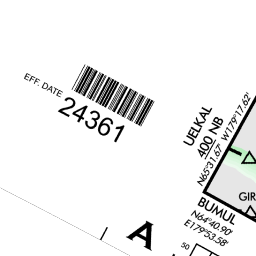 EFF. DATE
24361
UELKAL
400 NB
N65°31.67' W179°17.62'
BUMUL
N64°40.90'
E179°53.58'
GIR
50
A